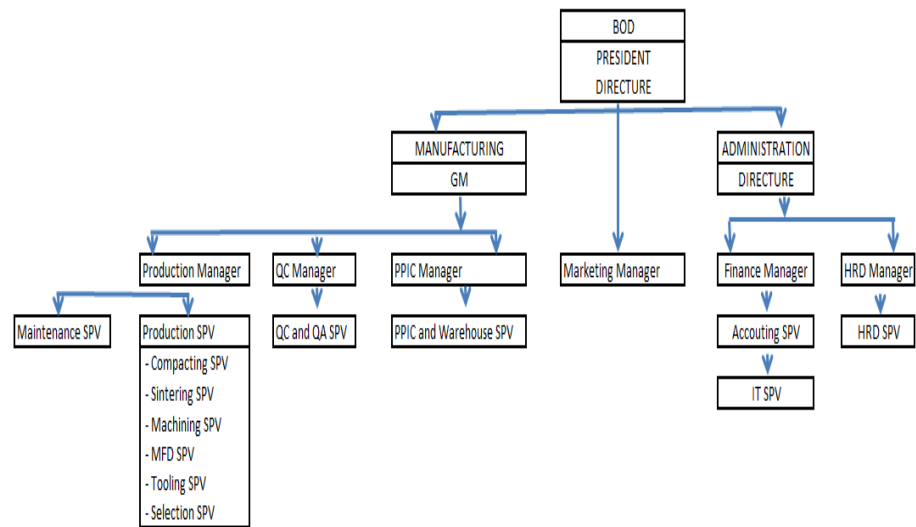 BOD
PRESIDENT
DIRECTURE
MANUFACTURING
GM
ADMINISTRATION
DIRECTURE
Production Manager
QC Manager
PPIC Manager
Marketing Manager
Finance Manager
HRD Manager
Maintenance SPV
Production SPV
- Compacting SPV
- Sintering SPV
- Machining SPV
- MFD SPV
- Tooling SPV
- Selection SPV
QC and QA SPV
PPIC and Warehouse SPV
Accouting SPV
HRD SPV
IT SPV